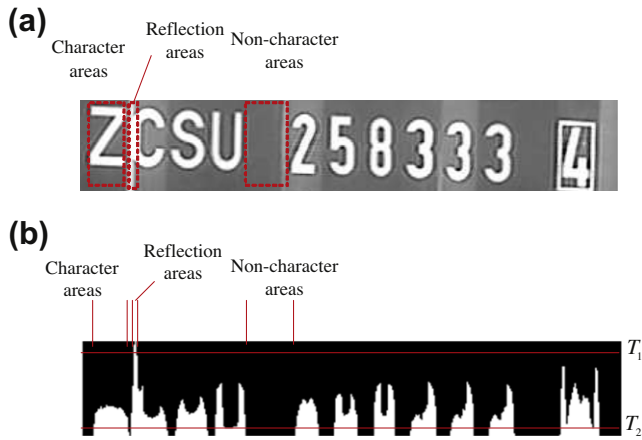 (a)
Character areas
Reflection areas
Non-character areas
ZCSU 258333 4
(b)
Character areas
Reflection areas
Non-character areas
T1
T2